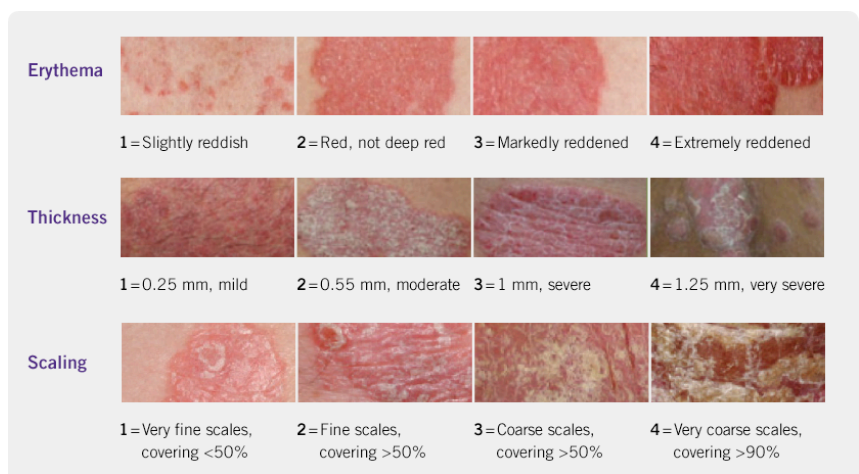 Erythema
1=Slightly reddish 2=Red, not deep red 3=Markedly reddened 4=Extremely reddened
Thickness
1=0.25 mm, mild 2=0.55 mm, moderate 3=1 mm, severe 4=1.25 mm, very severe
Scaling
1=Very fine scales, 2=Fine scales, 3=Coarse scales, 4=Very coarse scales,
covering <50% covering >50% covering >50% covering >90%